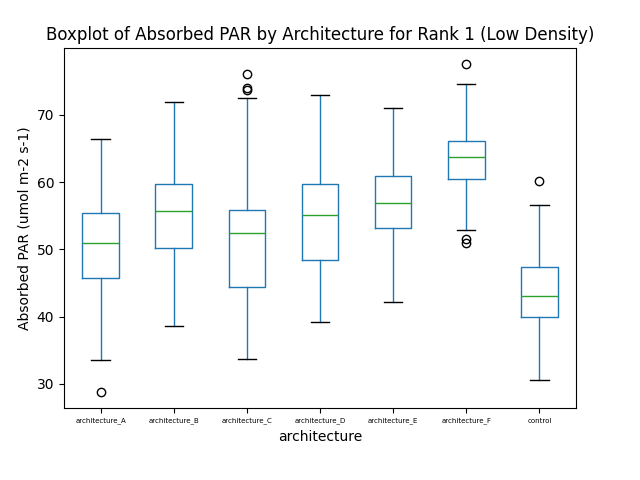 Boxplot of Absorbed PAR by Architecture for Rank 1 (Low Density)
Absorbed PAR (umol m-2 s-1)
70
60
50
40
30
architecture_A architecture_B architecture_C architecture_D architecture_E architecture_F control
architecture